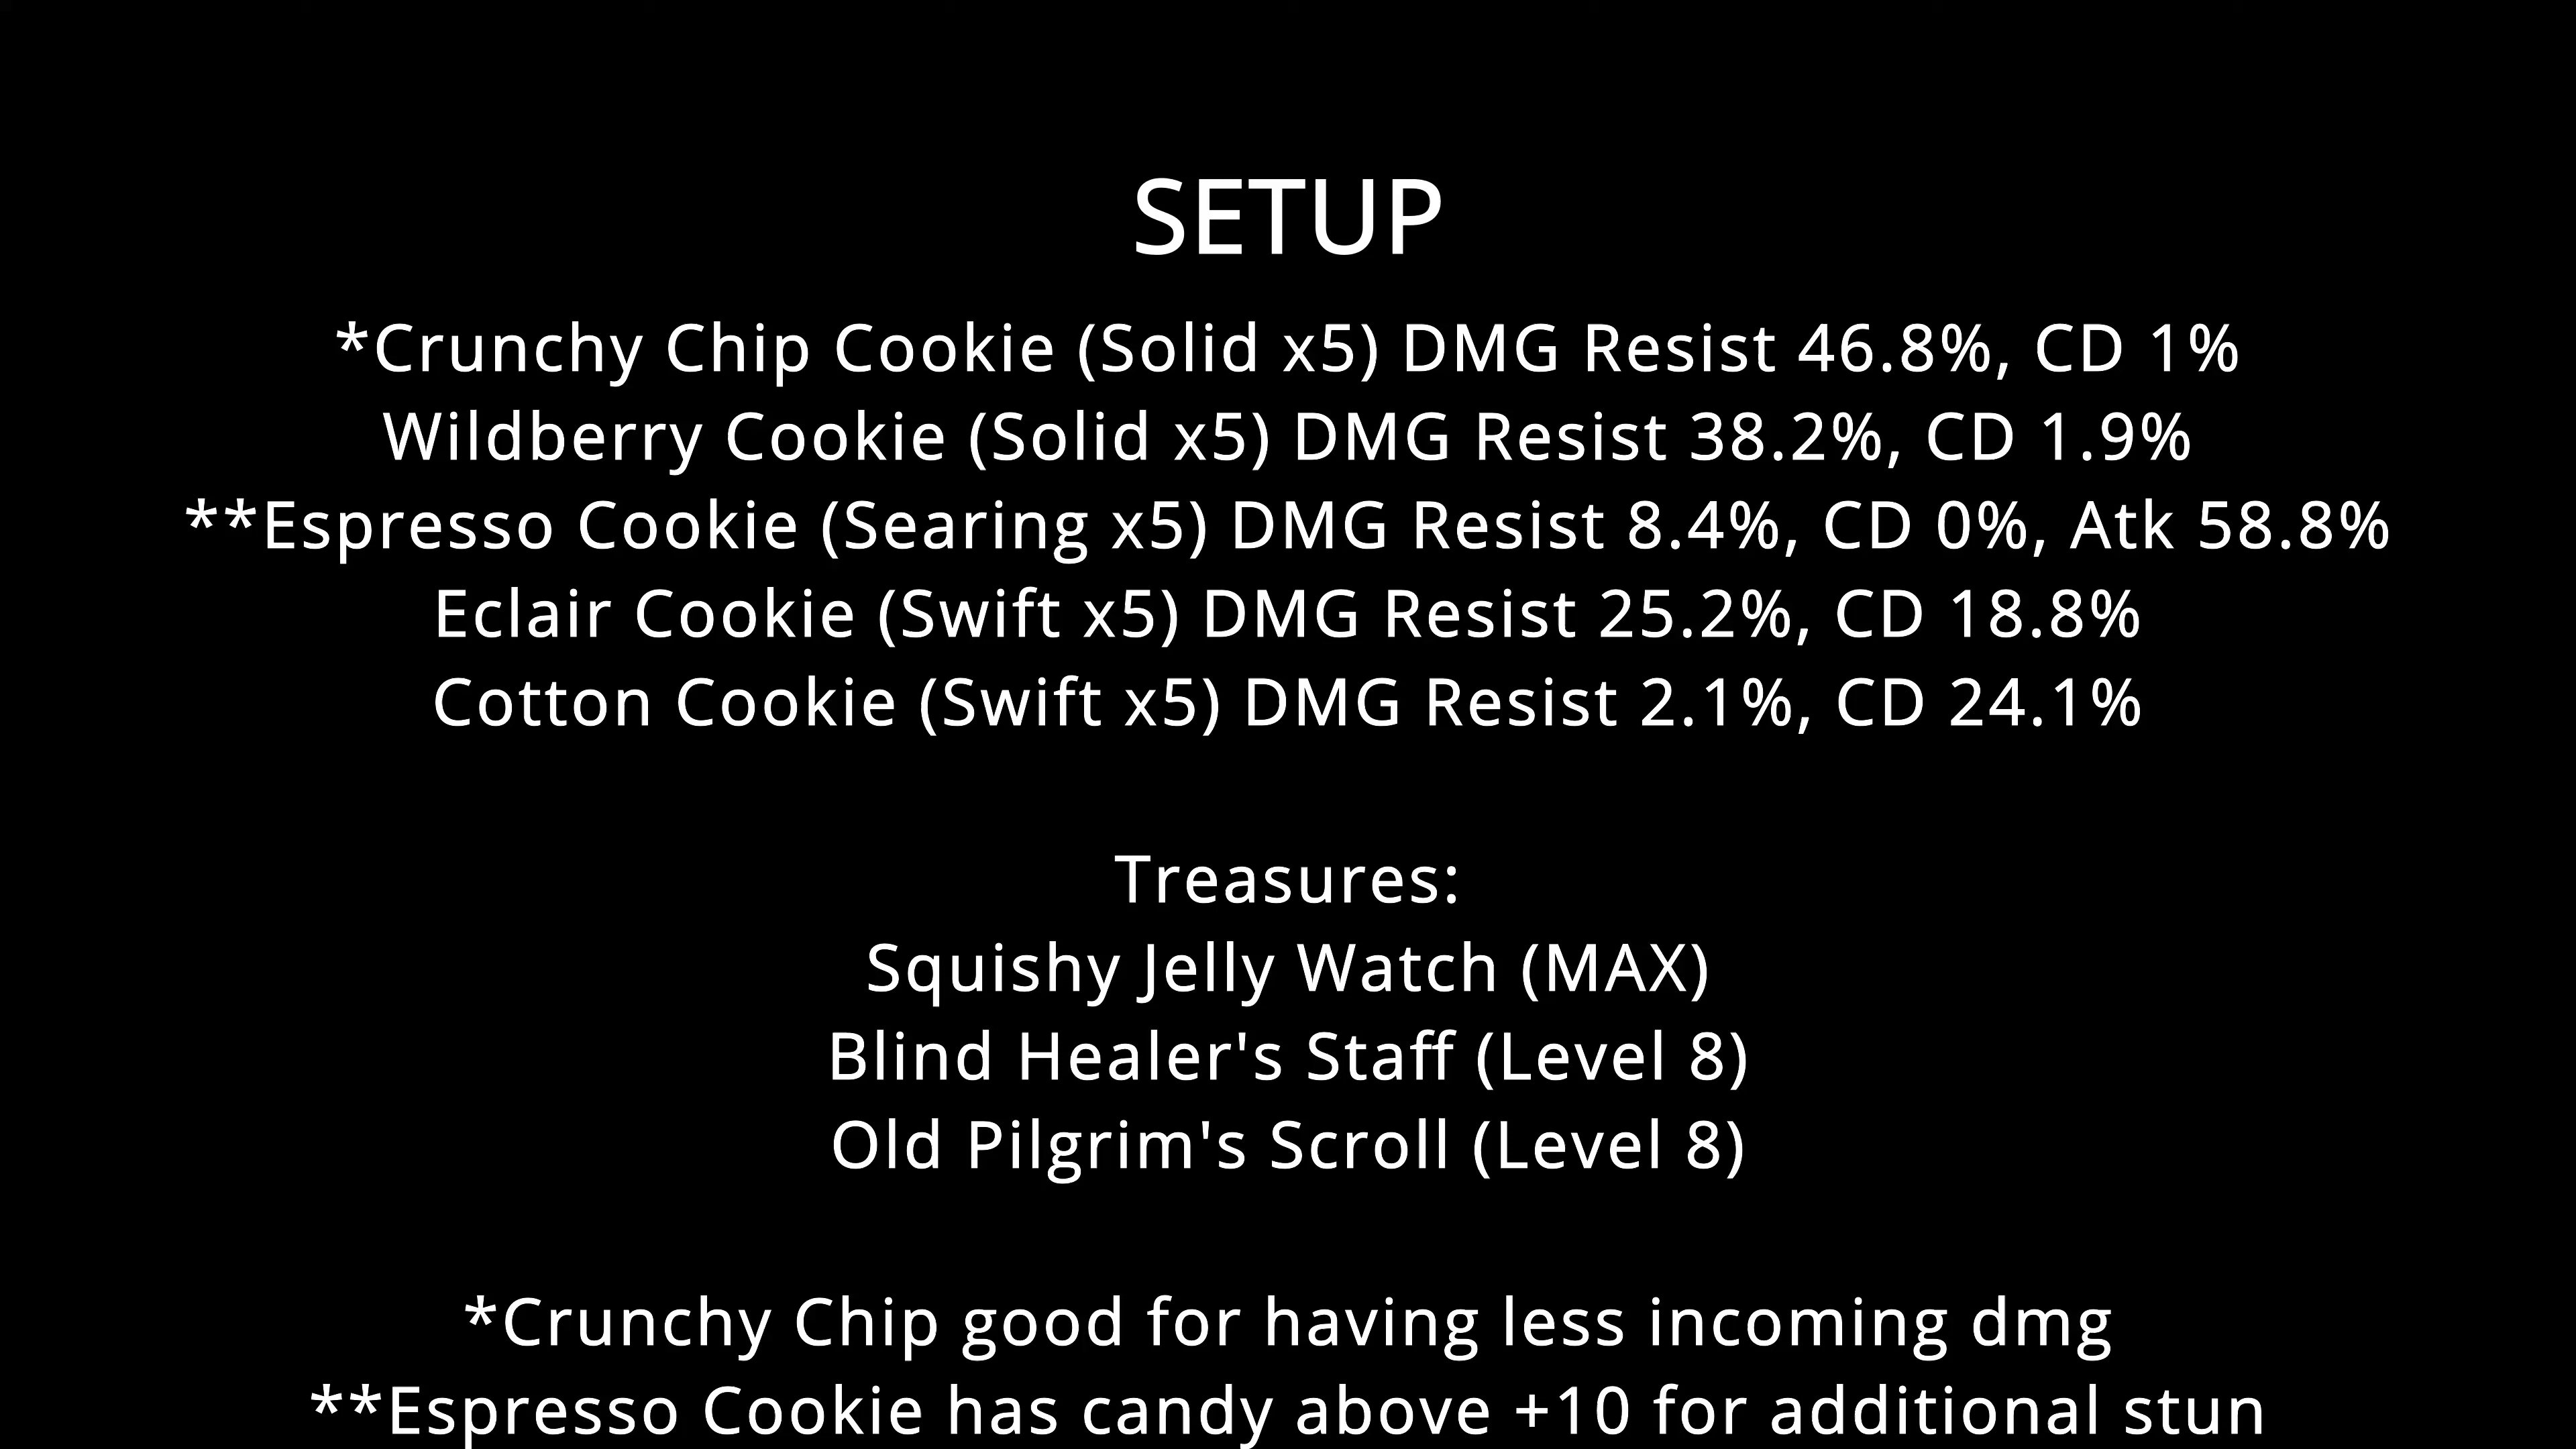 SETUP
*Crunchy Chip Cookie (Solid x5) DMG Resist 46.8%, CD 1%
Wildberry Cookie (Solid x5) DMG Resist 38.2%, CD 1.9%
**Espresso Cookie (Searing x5) DMG Resist 8.4%, CD 0%, Atk 58.8%
Eclair Cookie (Swift x5) DMG Resist 25.2%, CD 18.8%
Cotton Cookie (Swift x5) DMG Resist 2.1%, CD 24.1%
Treasures:
Squishy Jelly Watch (MAX)
Blind Healer's Staff (Level 8)
Old Pilgrim's Scroll (Level 8)
*Crunchy Chip good for having less incoming dmg
**Espresso Cookie has candy above +10 for additional stun